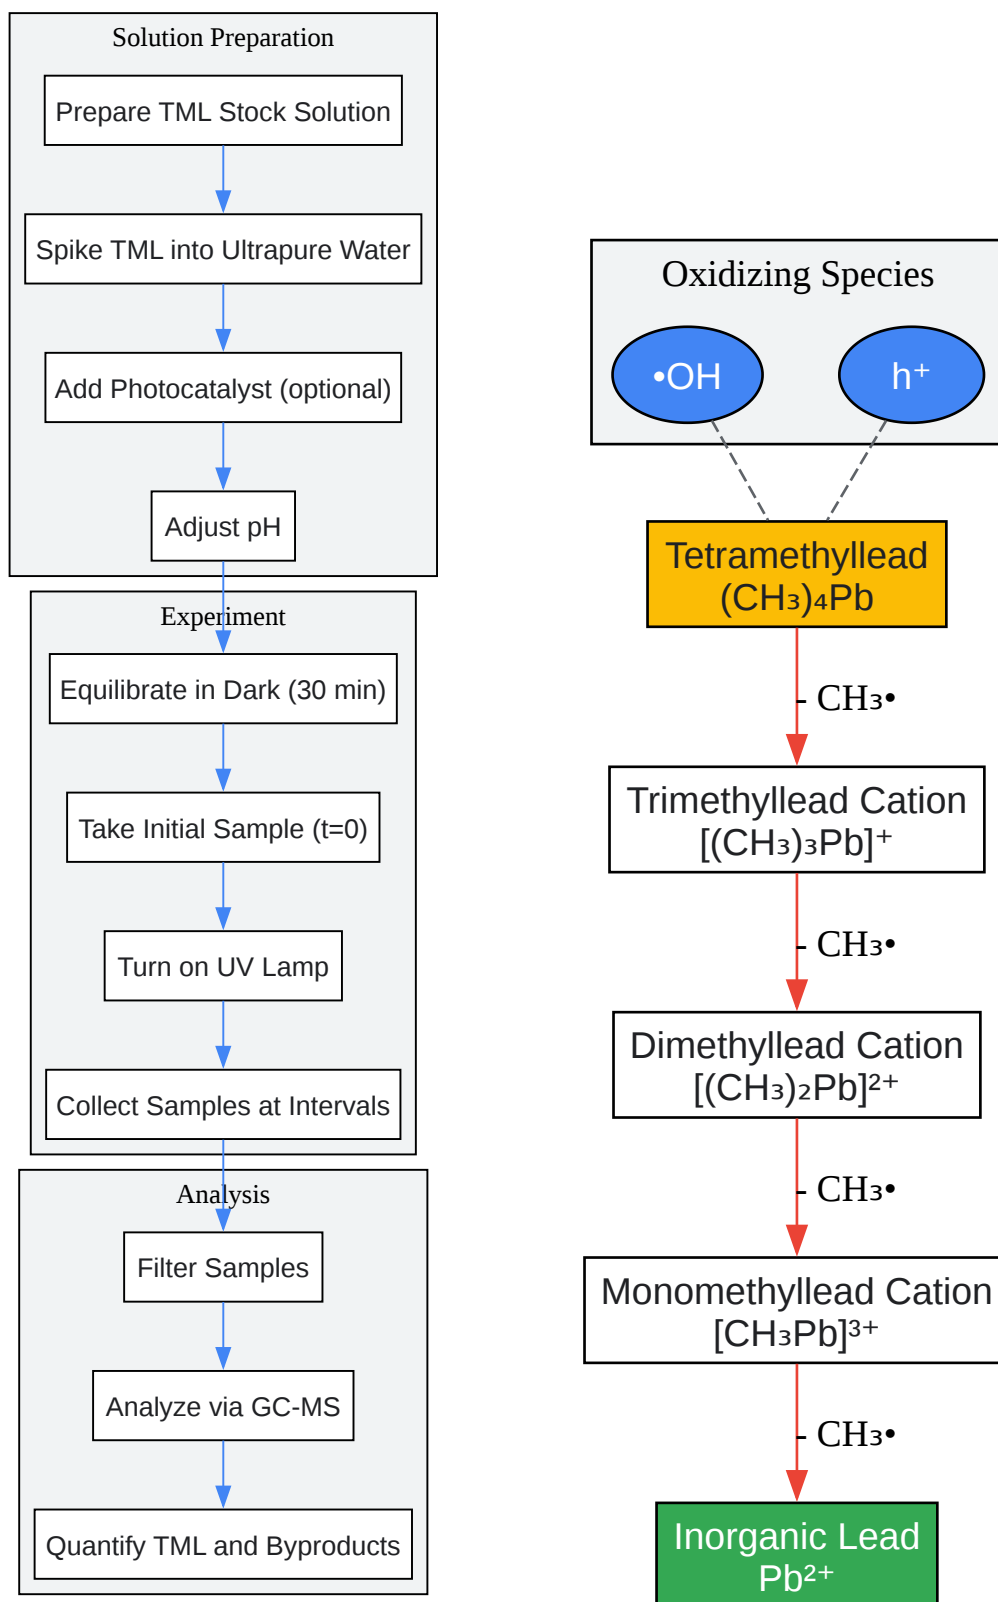 Solution Preparation
Prepare TML Stock Solution
Spike TML into Ultrapure Water
Add Photocatalyst (optional)
Adjust pH
Experiment
Equilibrate in Dark (30 min)
Take Initial Sample (t=0)
Turn on UV Lamp
Collect Samples at Intervals
Analysis
Filter Samples
Analyze via GC-MS
Quantify TML and Byproducts
Oxidizing Species
•OH
h⁺
Tetramethyllead
(CH₃)₄Pb
- CH₃•
Trimethyllead Cation
[(CH₃)₃Pb]⁺
- CH₃•
Dimethyllead Cation
[(CH₃)₂Pb]²⁺
- CH₃•
Monomethyllead Cation
[CH₃Pb]³⁺
- CH₃•
Inorganic Lead
Pb²⁺